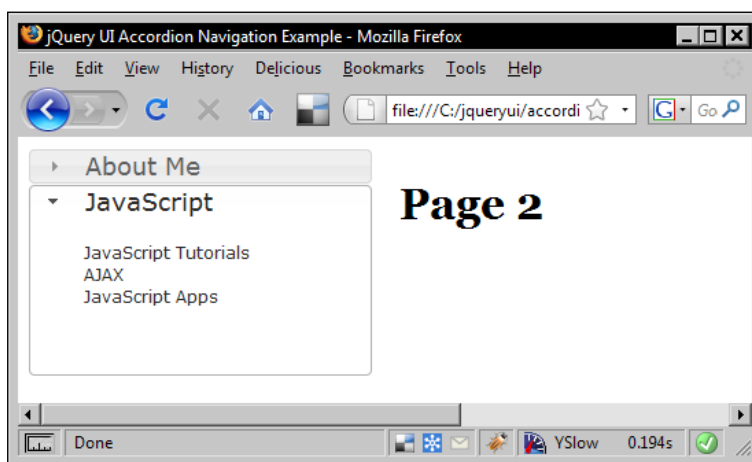 jQuery UI Accordion Navigation Example - Mozilla Firefox
File Edit View History Delicious Bookmarks Tools Help
file:///C:/jqueryui/accordi G Go
About Me
JavaScript
Page 2
JavaScript Tutorials
AJAX
JavaScript Apps
Done YSlow 0.194s